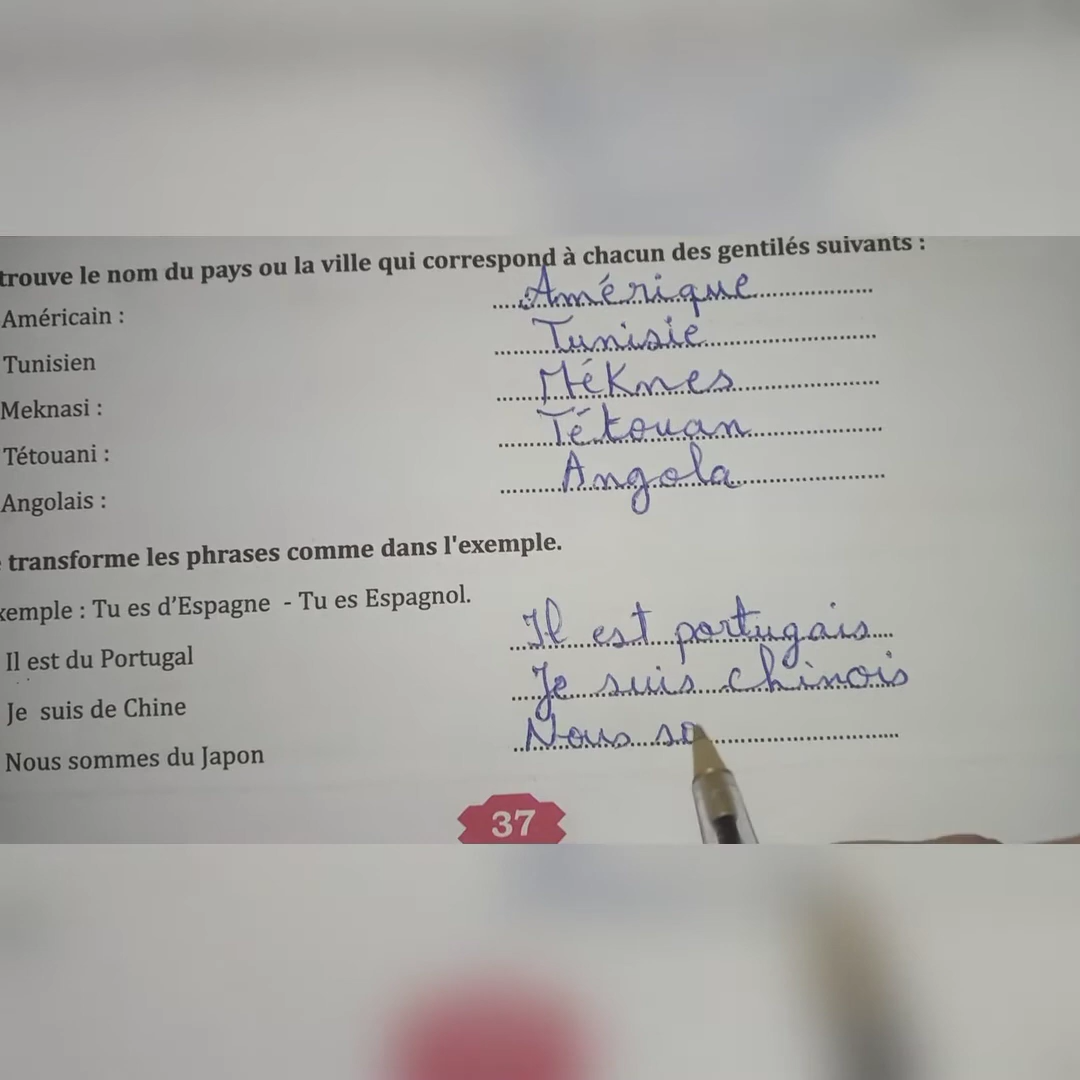 trouve le nom du pays ou la ville qui correspond à chacun des gentilés suivants :
Américain : Amérique
Tunisien Tunisie
Meknasi : Méknes
Tétouani : Tétouan
Angolais : Angola
transforme les phrases comme dans l'exemple.
xemple : Tu es d'Espagne - Tu es Espagnol.
Il est du Portugal Il est portugais
Je suis de Chine Je suis chinois
Nous sommes du Japon Nous so
37